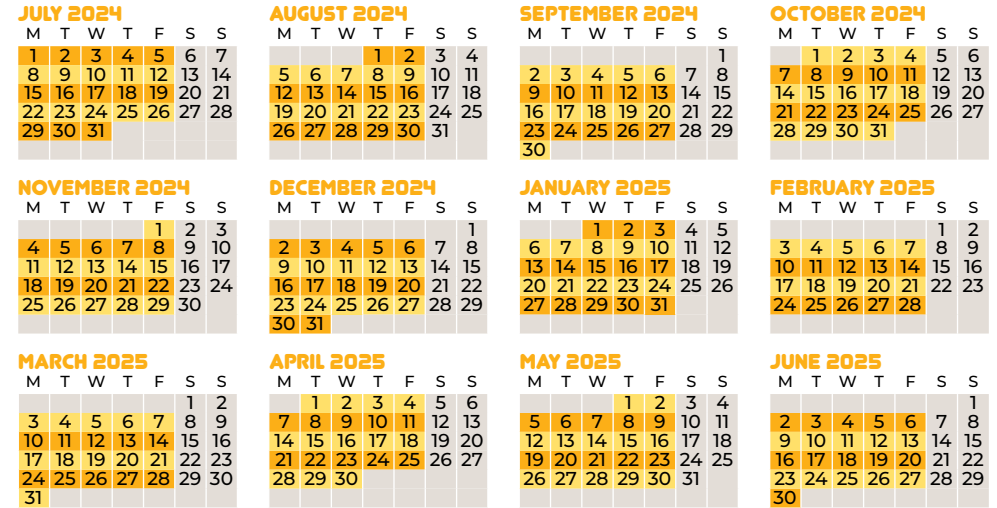 JULY 2024
M T W T F S S
1 2 3 4 5 6 7
8 9 10 11 12 13 14
15 16 17 18 19 20 21
22 23 24 25 26 27 28
29 30 31
AUGUST 2024
M T W T F S S
1 2 3 4
5 6 7 8 9 10 11
12 13 14 15 16 17 18
19 20 21 22 23 24 25
26 27 28 29 30 31
SEPTEMBER 2024
M T W T F S S
1
2 3 4 5 6 7 8
9 10 11 12 13 14 15
16 17 18 19 20 21 22
23 24 25 26 27 28 29
30
OCTOBER 2024
M T W T F S S
1 2 3 4 5 6
7 8 9 10 11 12 13
14 15 16 17 18 19 20
21 22 23 24 25 26 27
28 29 30 31
NOVEMBER 2024
M T W T F S S
1 2 3
4 5 6 7 8 9 10
11 12 13 14 15 16 17
18 19 20 21 22 23 24
25 26 27 28 29 30
DECEMBER 2024
M T W T F S S
1
2 3 4 5 6 7 8
9 10 11 12 13 14 15
16 17 18 19 20 21 22
23 24 25 26 27 28 29
30 31
JANUARY 2025
M T W T F S S
1 2 3 4 5
6 7 8 9 10 11 12
13 14 15 16 17 18 19
20 21 22 23 24 25 26
27 28 29 30 31
FEBRUARY 2025
M T W T F S S
1 2
3 4 5 6 7 8 9
10 11 12 13 14 15 16
17 18 19 20 21 22 23
24 25 26 27 28
MARCH 2025
M T W T F S S
1 2
3 4 5 6 7 8 9
10 11 12 13 14 15 16
17 18 19 20 21 22 23
24 25 26 27 28 29 30
31
APRIL 2025
M T W T F S S
1 2 3 4 5 6
7 8 9 10 11 12 13
14 15 16 17 18 19 20
21 22 23 24 25 26 27
28 29 30
MAY 2025
M T W T F S S
1 2 3 4
5 6 7 8 9 10 11
12 13 14 15 16 17 18
19 20 21 22 23 24 25
26 27 28 29 30 31
JUNE 2025
M T W T F S S
1
2 3 4 5 6 7 8
9 10 11 12 13 14 15
16 17 18 19 20 21 22
23 24 25 26 27 28 29
30